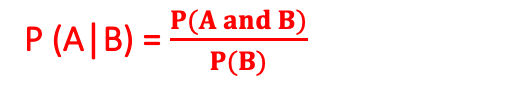 P (A|B) = P(A and B)
P(B)